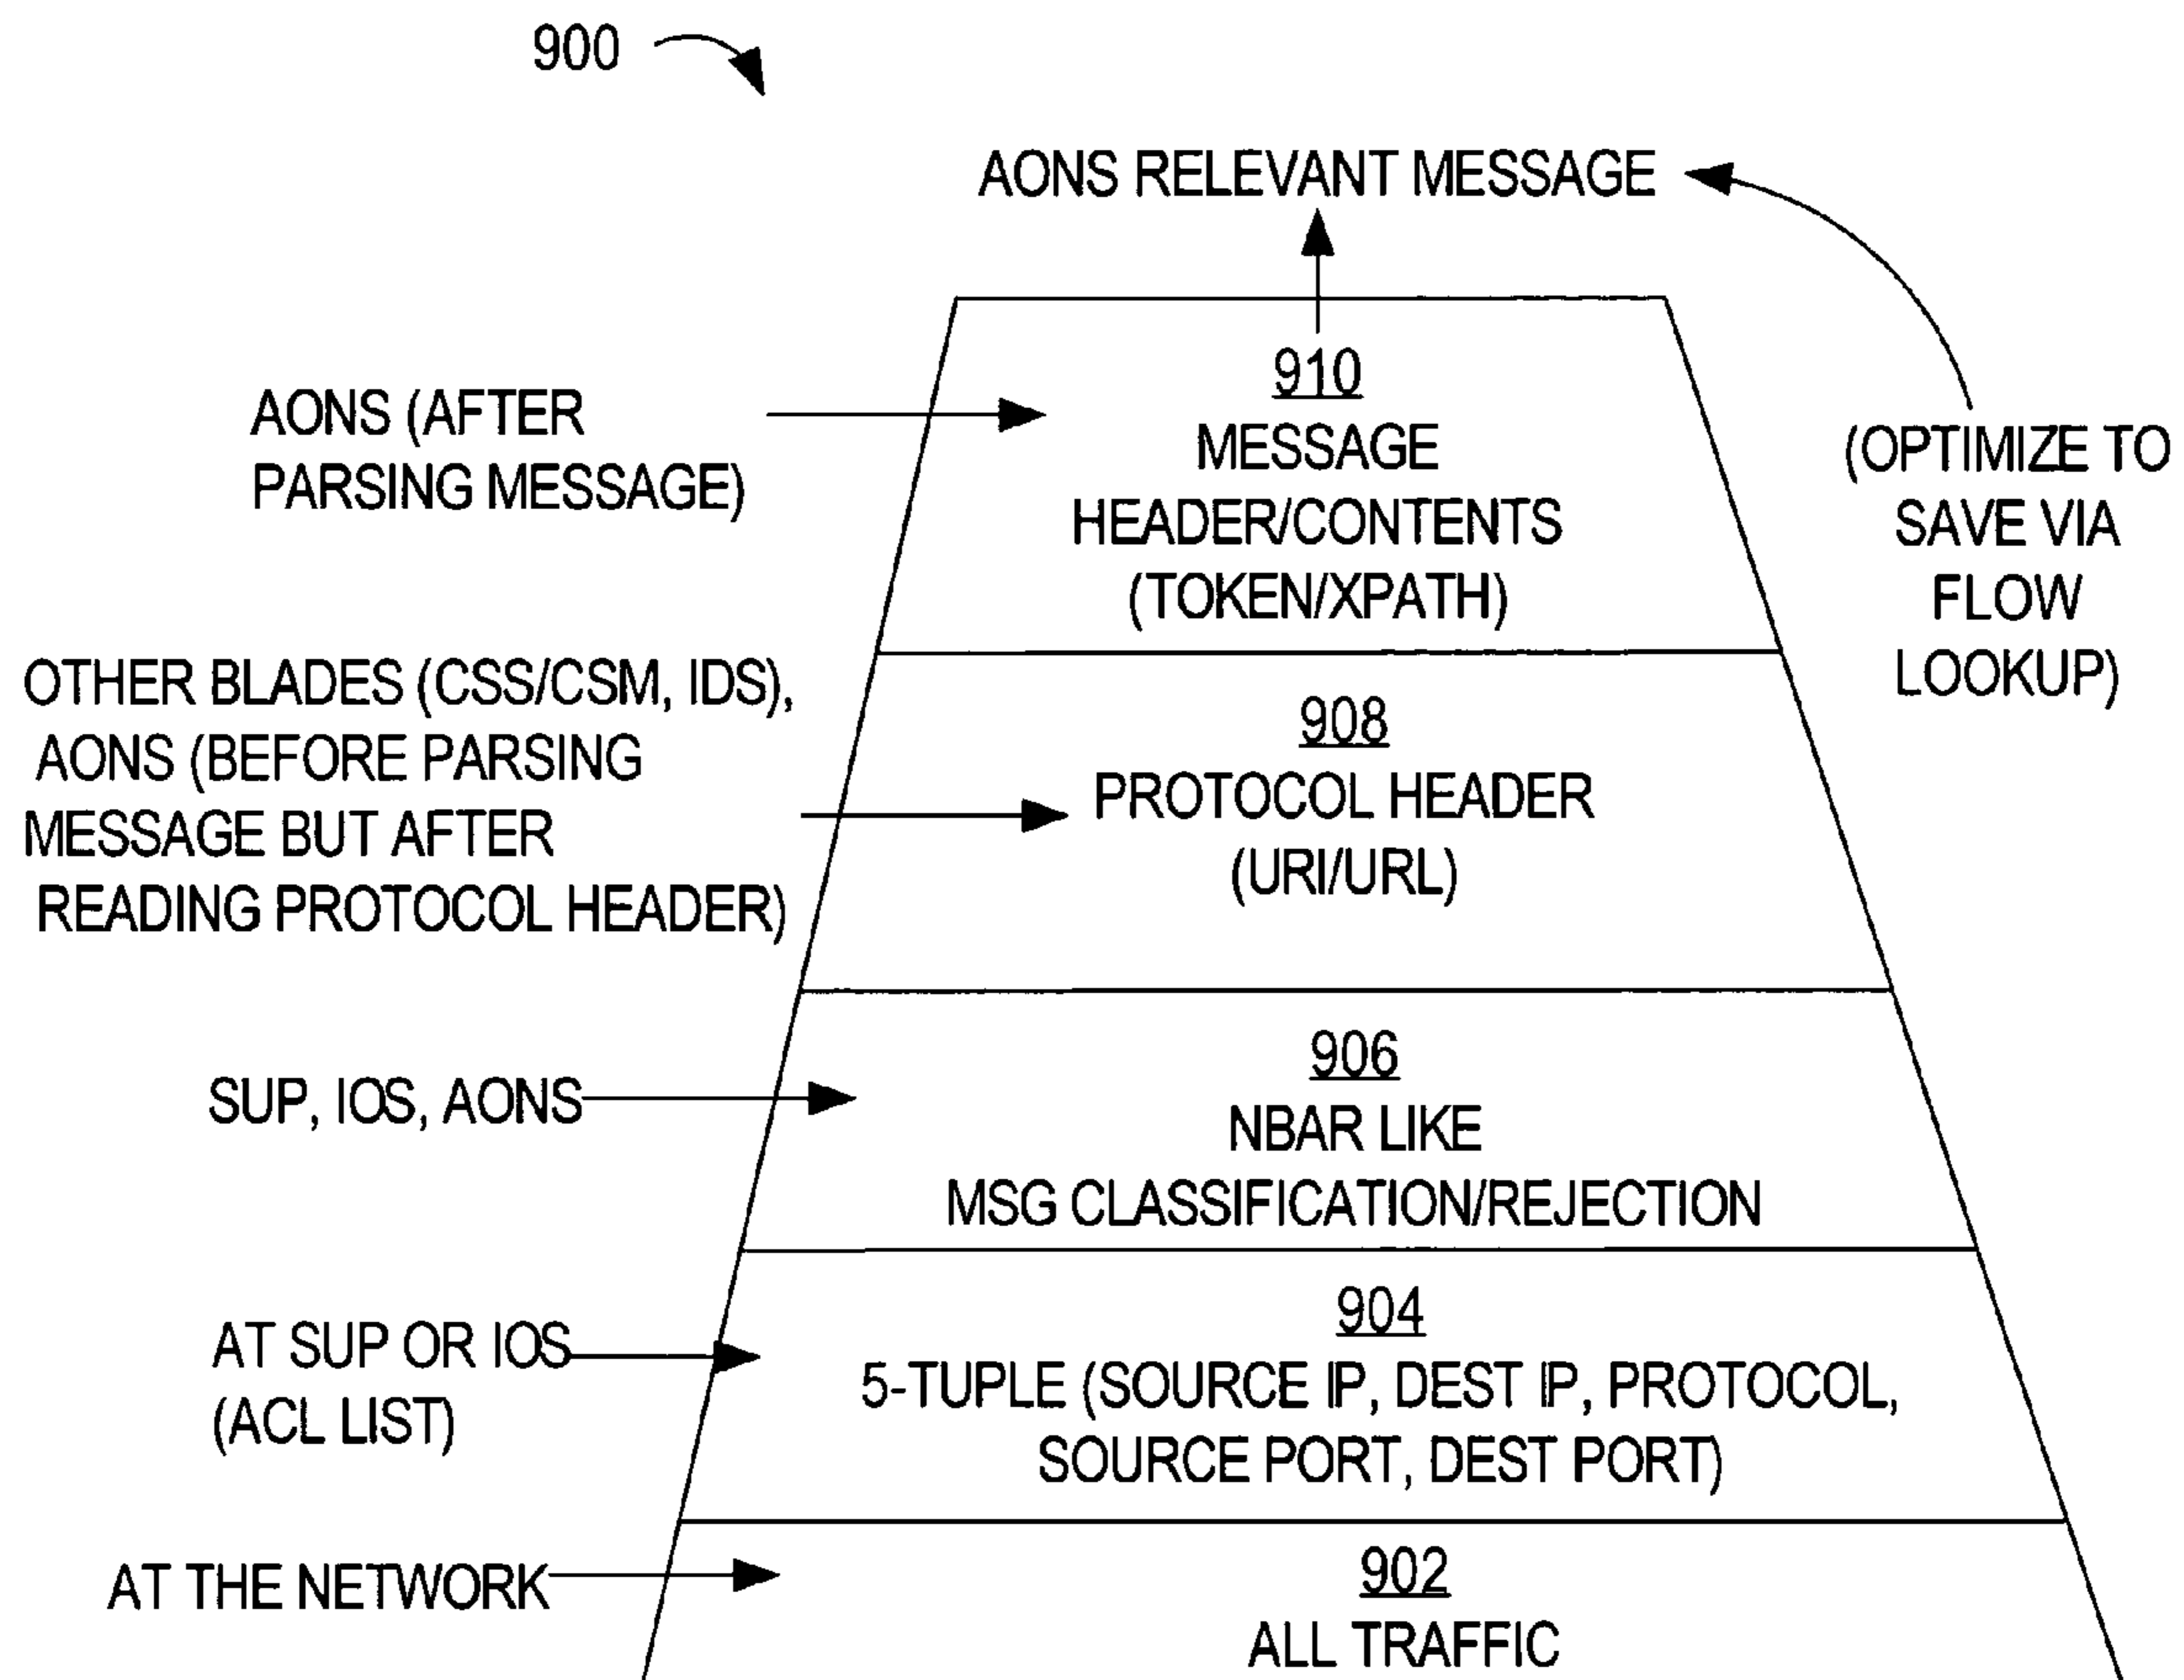 900
AONS RELEVANT MESSAGE
AONS (AFTER
PARSING MESSAGE)
910
MESSAGE
HEADER/CONTENTS
(TOKEN/XPATH)
(OPTIMIZE TO
SAVE VIA
FLOW
LOOKUP)
OTHER BLADES (CSS/CSM, IDS),
AONS (BEFORE PARSING
MESSAGE BUT AFTER
READING PROTOCOL HEADER)
908
PROTOCOL HEADER
(URI/URL)
SUP, IOS, AONS
906
NBAR LIKE
MSG CLASSIFICATION/REJECTION
AT SUP OR IOS
(ACL LIST)
904
5-TUPLE (SOURCE IP, DEST IP, PROTOCOL,
SOURCE PORT, DEST PORT)
AT THE NETWORK
902
ALL TRAFFIC